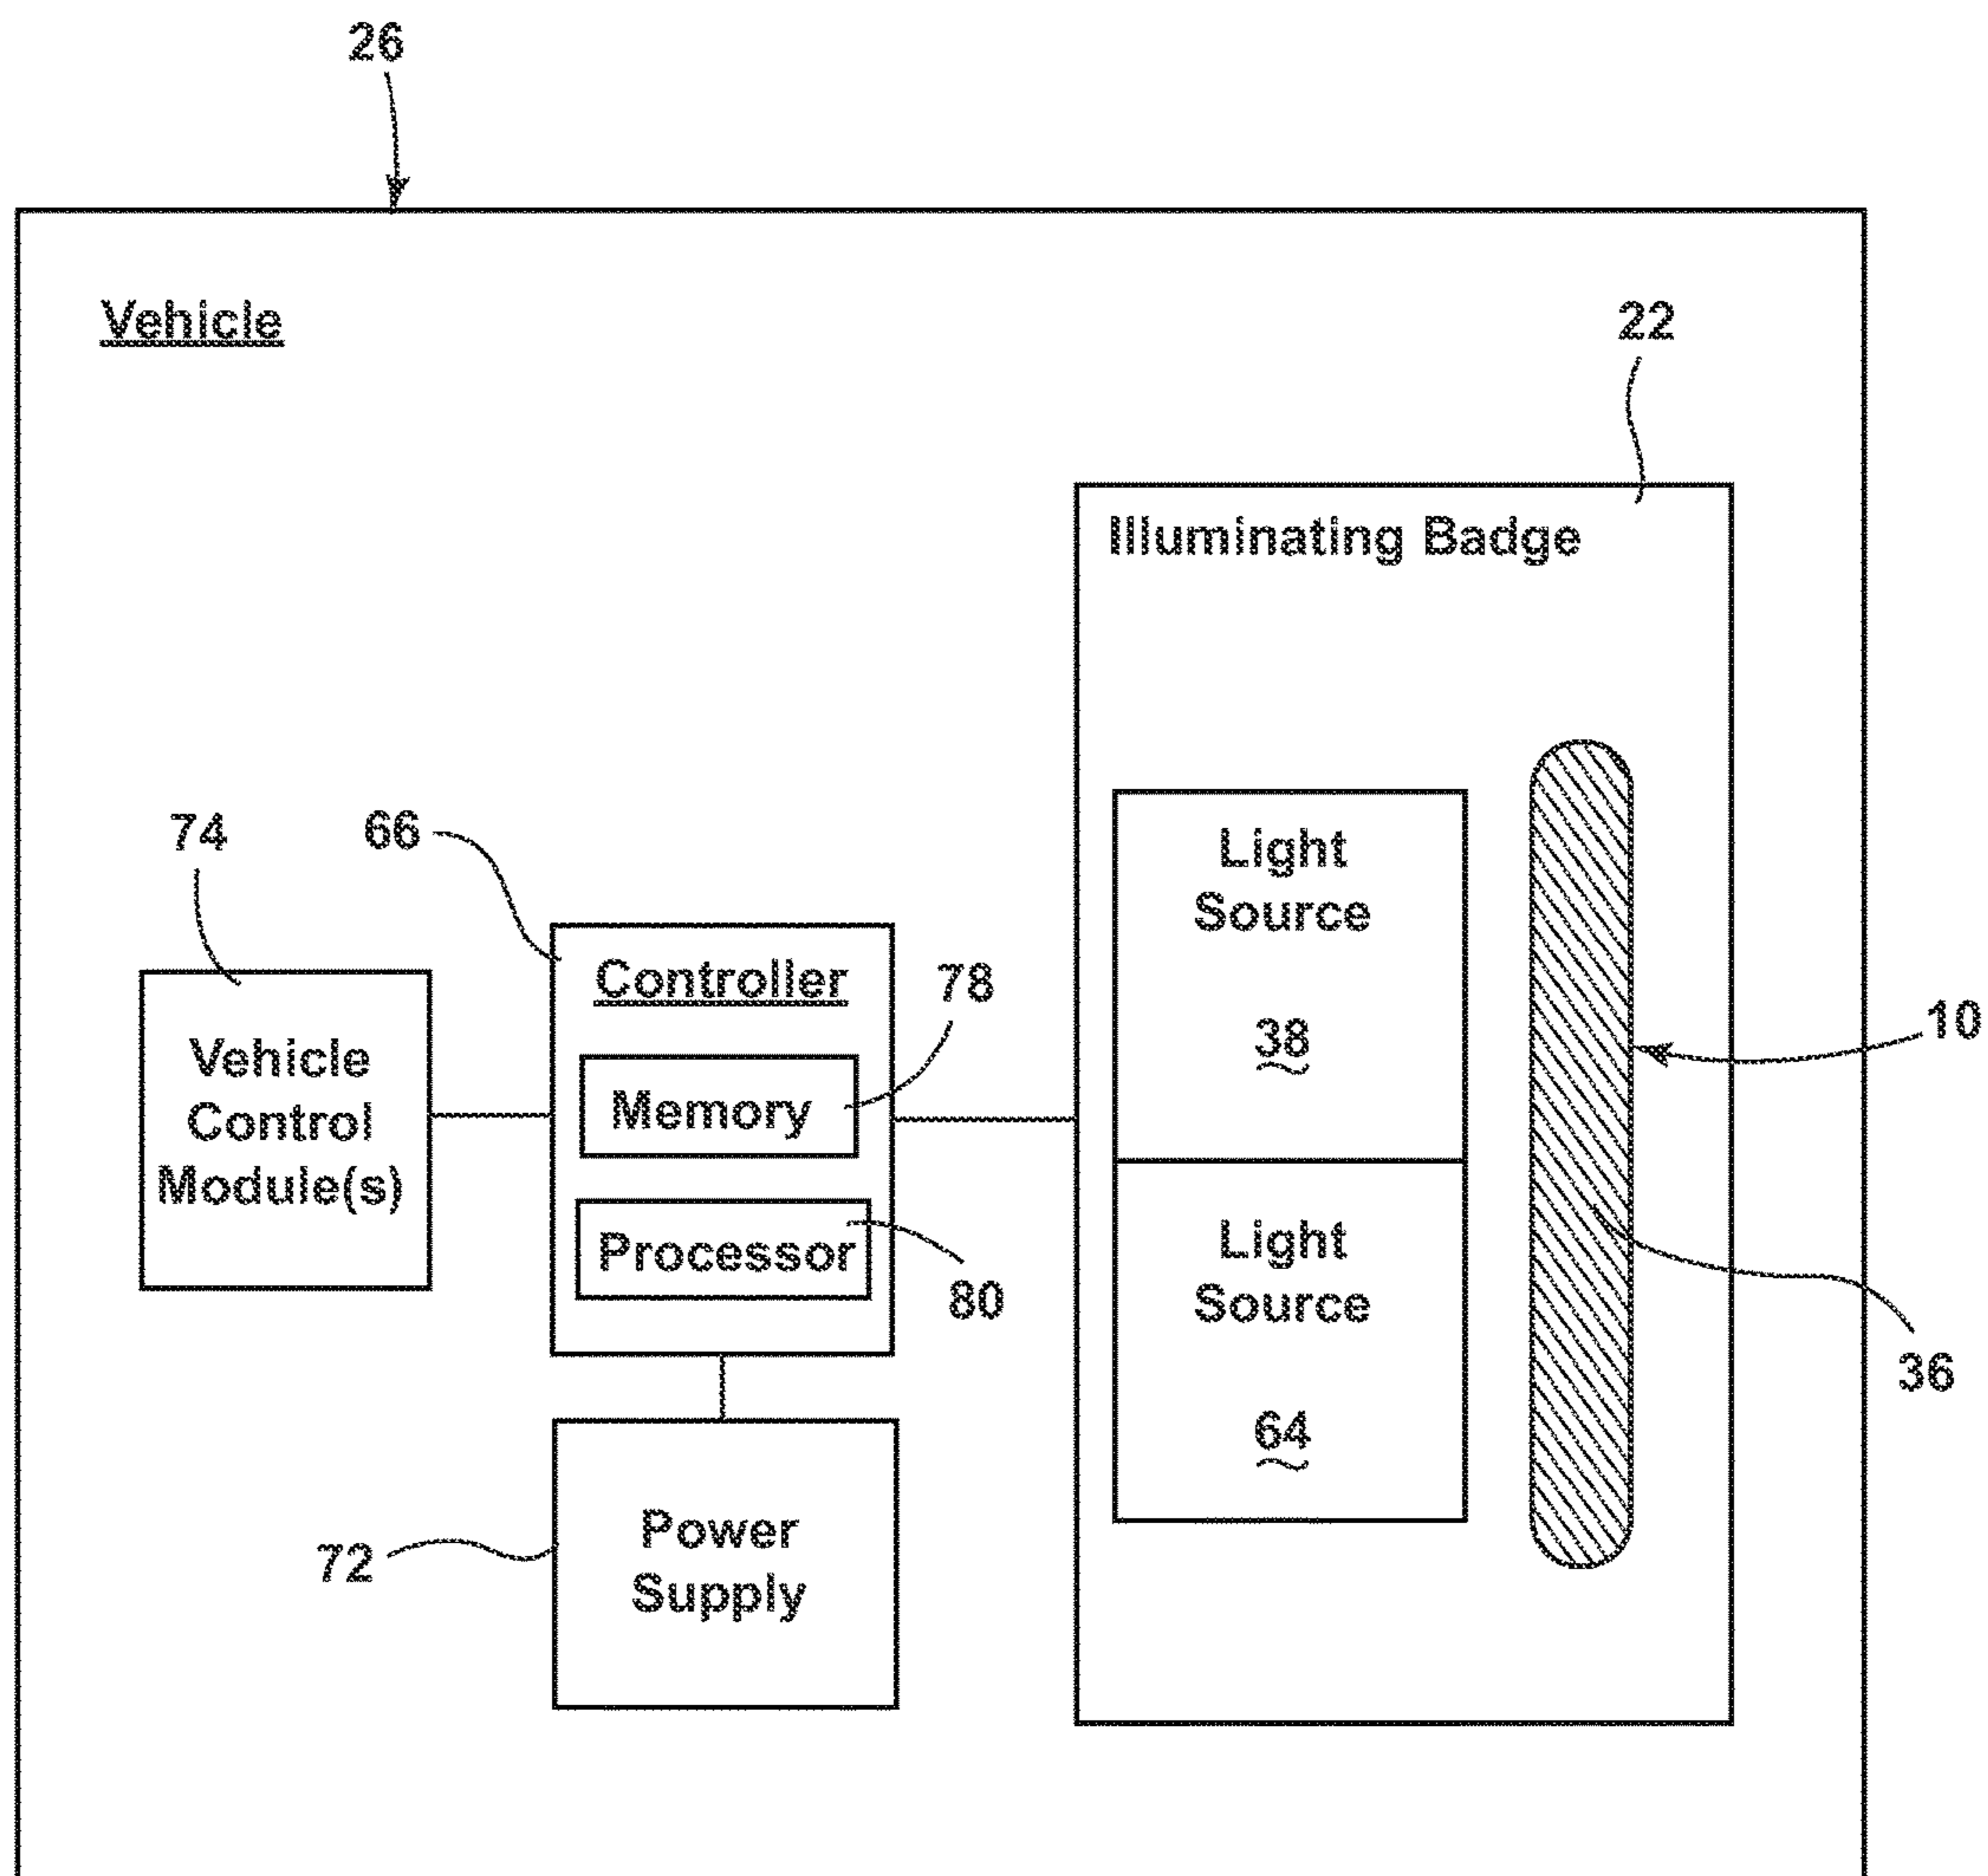 26
Vehicle
22
Illuminating Badge
74
66
Controller
78
Memory
Processor
80
Vehicle
Control
Module(s)
72
Power
Supply
Light
Source
38
Light
Source
64
10
36